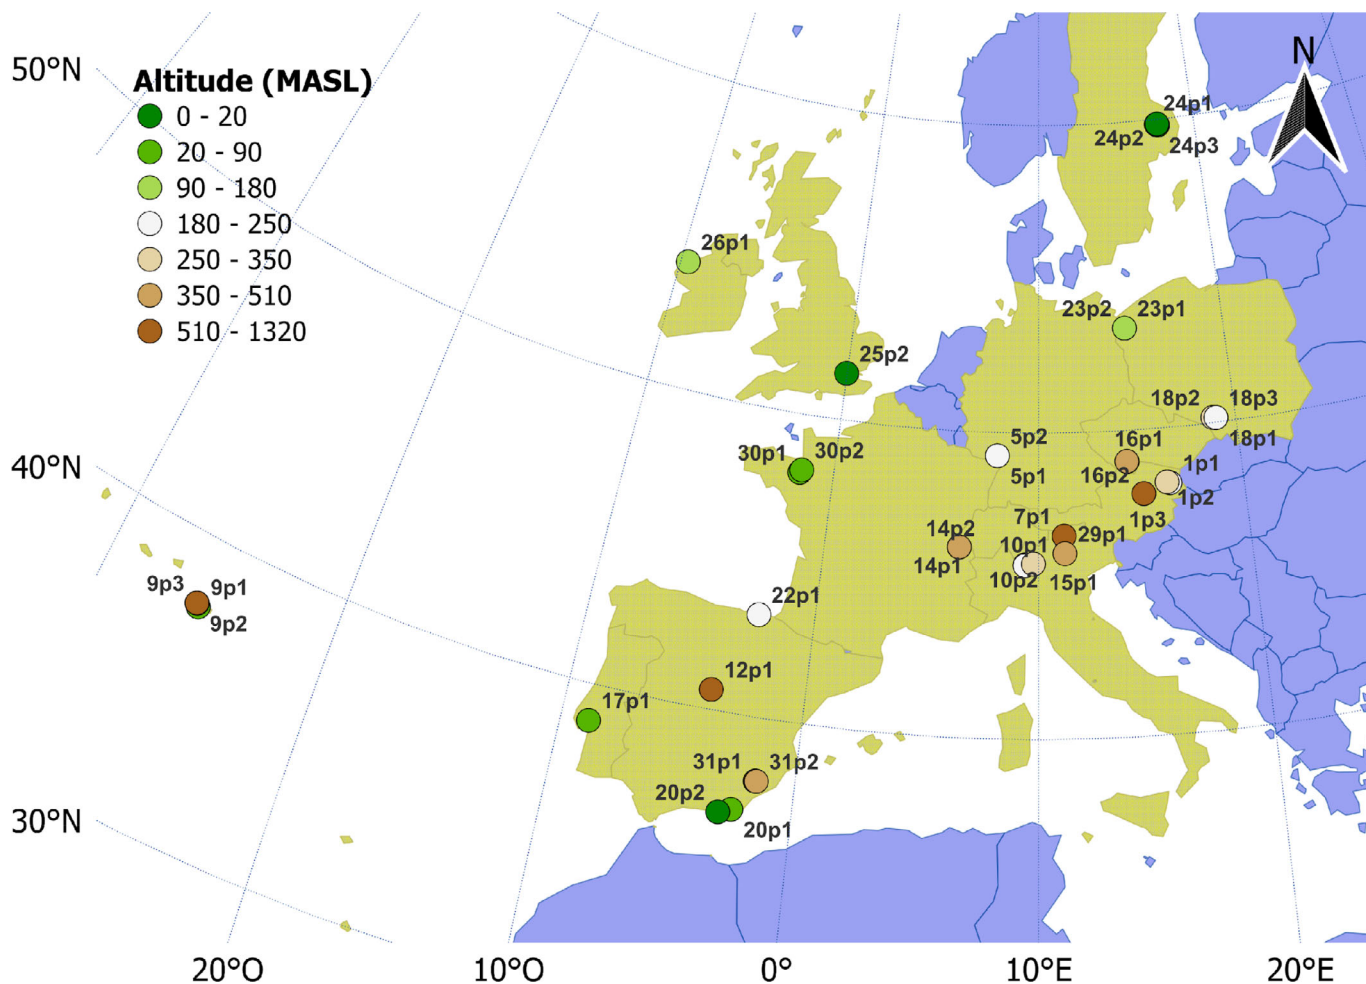 N
50°N
Altitude (MASL)
0 - 20
20 - 90
90 - 180
180 - 250
250 - 350
350 - 510
510 - 1320
24p1
24p2
24p3
26p1
23p2
23p1
25p2
18p2
18p3
18p1
5p2
5p1
16p1
16p2
30p1
30p2
1p1
1p2
1p3
40°N
7p1
29p1
14p2
14p1
10p1
10p2
15p1
9p3
9p1
9p2
22p1
12p1
17p1
31p1
31p2
20p2
20p1
30°N
20°O
10°O
0°
10°E
20°E